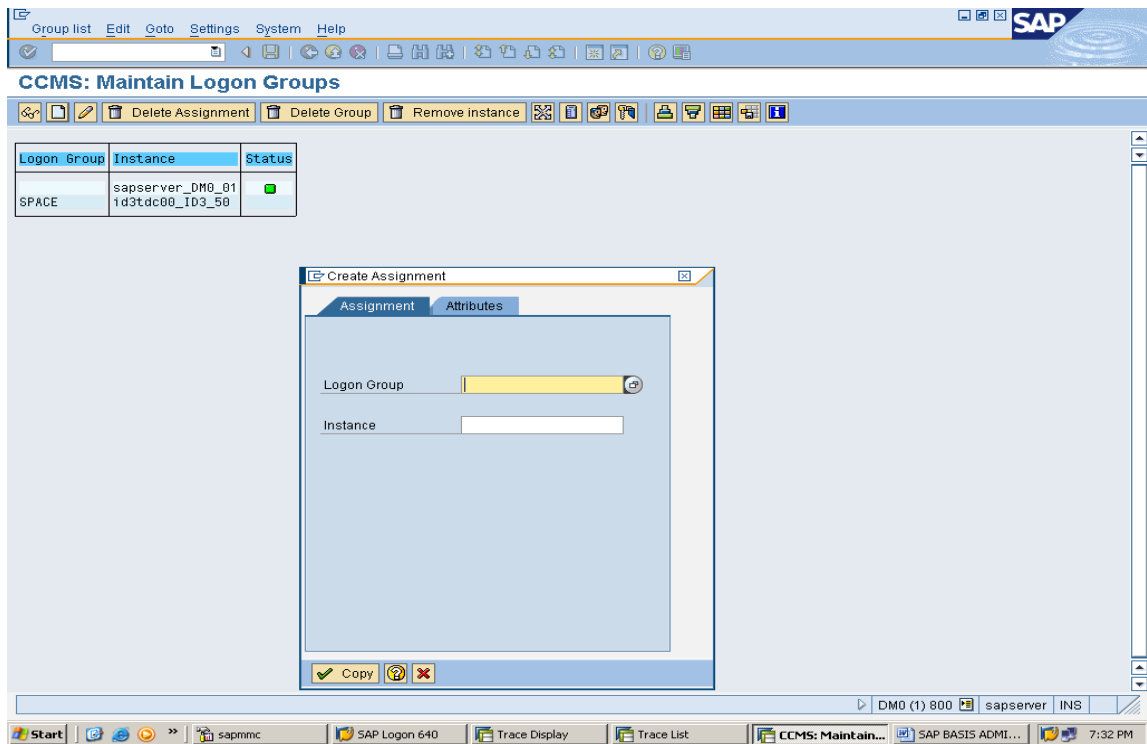 Group list Edit Goto Settings System Help
SAP
CCMS: Maintain Logon Groups
Delete Assignment Delete Group Remove instance
Logon Group Instance Status
sapserver_DM0_01
SPACE id3tdc00_ID3_50
Create Assignment
Assignment Attributes
Logon Group
Instance
Copy
DM0 (1) 800 sapserver INS
Start » sapmmc SAP Logon 640 Trace Display Trace List CCMS: Maintain... SAP BASIS ADMI... 7:32 PM